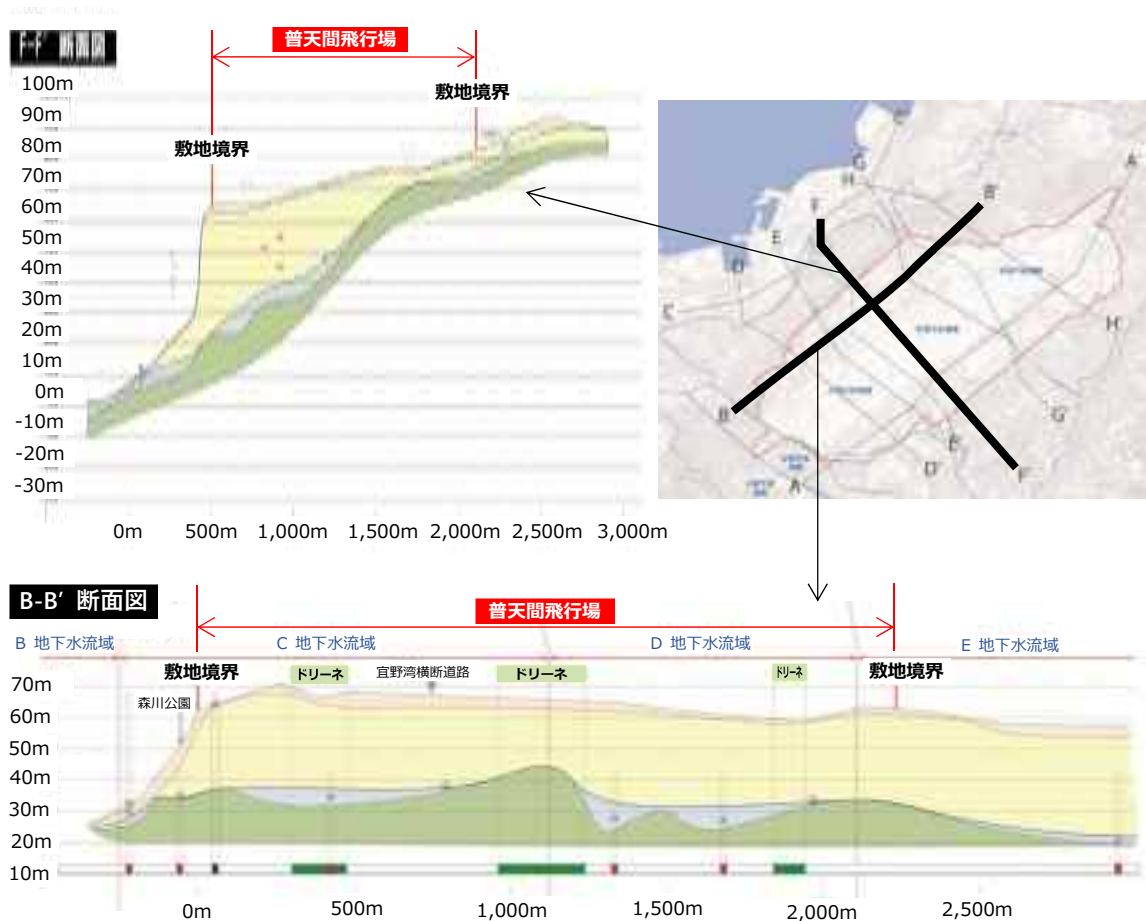 F-F' 断面図
普天間飛行場
敷地境界
敷地境界
100m
90m
80m
70m
60m
50m
40m
30m
20m
10m
0m
-10m
-20m
-30m
0m
500m
1,000m
1,500m
2,000m
2,500m
3,000m
C'
G
H
A'
F
B'
E
D
C
H'
B
G'
E'
D'
A
F'
B-B' 断面図
普天間飛行場
B 地下水流域
C 地下水流域
D 地下水流域
E 地下水流域
敷地境界
ドリーネ
宜野湾横断道路
ドリーネ
ドリーネ
敷地境界
森川公園
70m
60m
50m
40m
30m
20m
10m
0m
500m
1,000m
1,500m
2,000m
2,500m